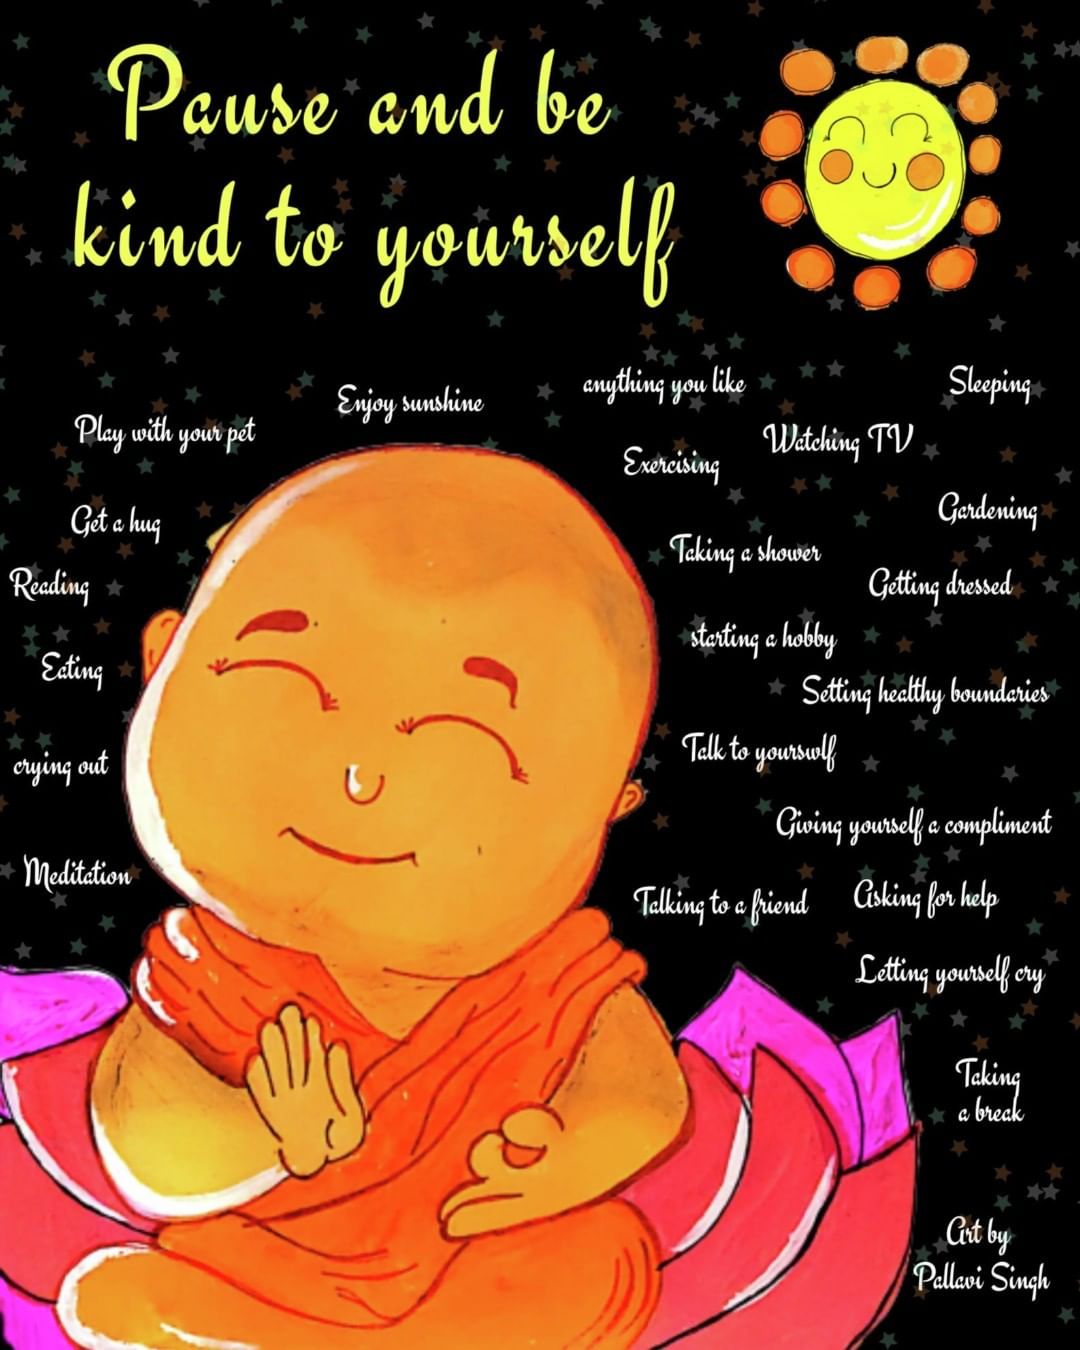 Pause and be
kind to yourself
Enjoy sunshine
Play with your pet
Get a hug
Reading
Eating
crying out
Meditation
anything you like
Sleeping
Watching TV
Exercising
Gardening
Taking a shower
Getting dressed
starting a hobby
Setting healthy boundaries
Talk to yourswlf
Giving yourself a compliment
Talking to a friend
Asking for help
Letting yourself cry
Taking
a break
Art by
Pallavi Singh